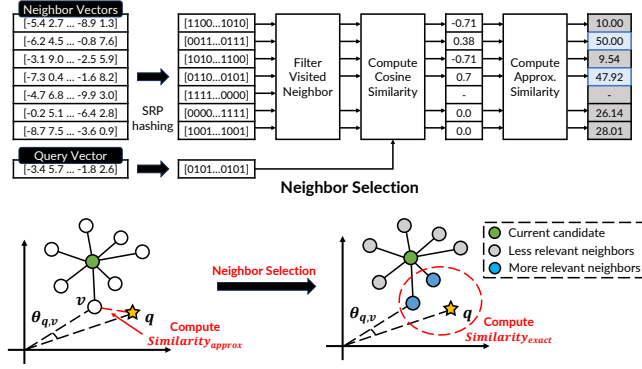 Neighbor Vectors
[-5.4 2.7 ... -8.9 1.3] [1100...1010] -0.71 10.00
[-6.2 4.5 ... -0.8 7.6] [0011...0111] 0.38 50.00
[-3.1 9.0 ... -2.5 5.9] [1010...1100] -0.71 9.54
[-7.3 0.4 ... -1.6 8.2] [0110...0101] 0.7 47.92
[-4.7 6.8 ... -9.9 3.0] [1111...0000] - -
[-0.2 5.1 ... -6.4 2.8] [0000...1111] 0.0 26.14
[-8.7 7.5 ... -3.6 0.9] [1001...1001] 0.0 28.01
SRP
hashing
Filter
Visited
Neighbor
Compute
Cosine
Similarity
Compute
Approx.
Similarity
Query Vector
[-3.4 5.7 ... -1.8 2.6] [0101...0101]
Neighbor Selection
v
q
θq,v
Compute
Similarityapprox
Neighbor Selection
θq,v
q
Compute
Similarityexact
Current candidate
Less relevant neighbors
More relevant neighbors